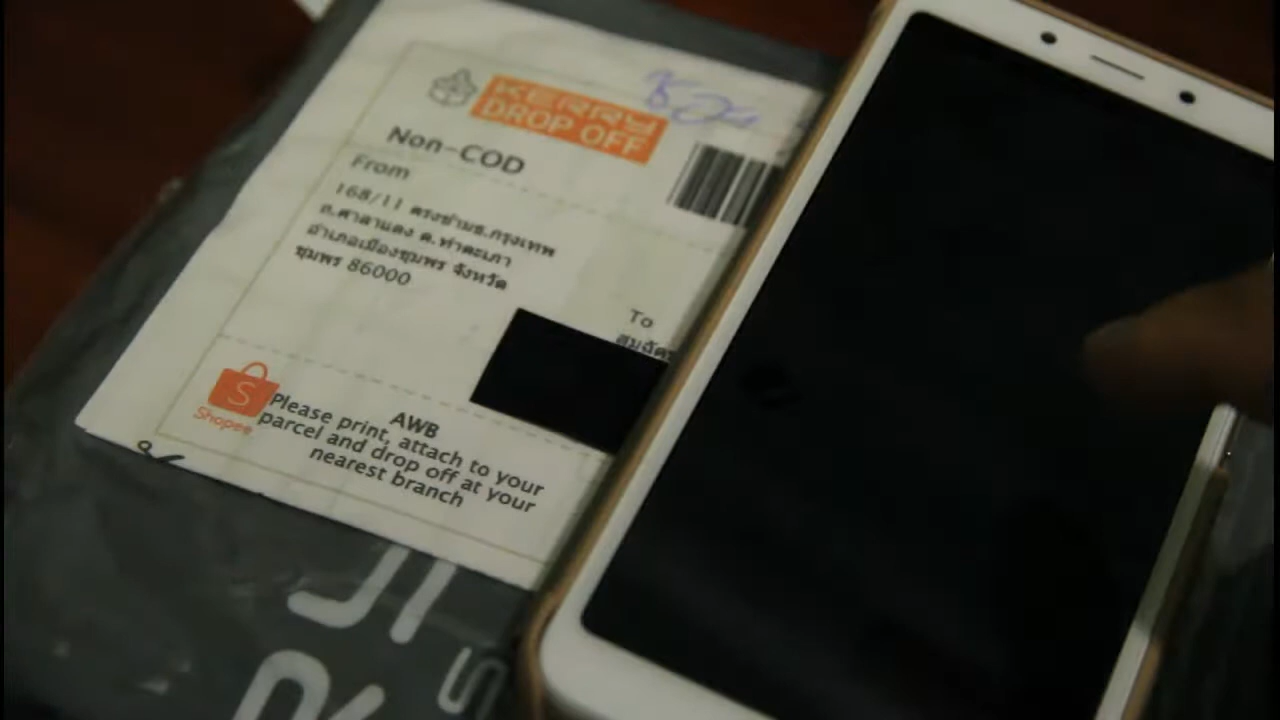 KERRY
DROP OFF
Non-COD
From
168/11 ตรงข้ามธ.กรุงเทพ
ถ.ศาลาแดง ต.ท่าตะเภา
อำเภอเมืองชุมพร จังหวัด
ชุมพร 86000
To
Shopee
AWB
Please print, attach to your
parcel and drop off at your
nearest branch